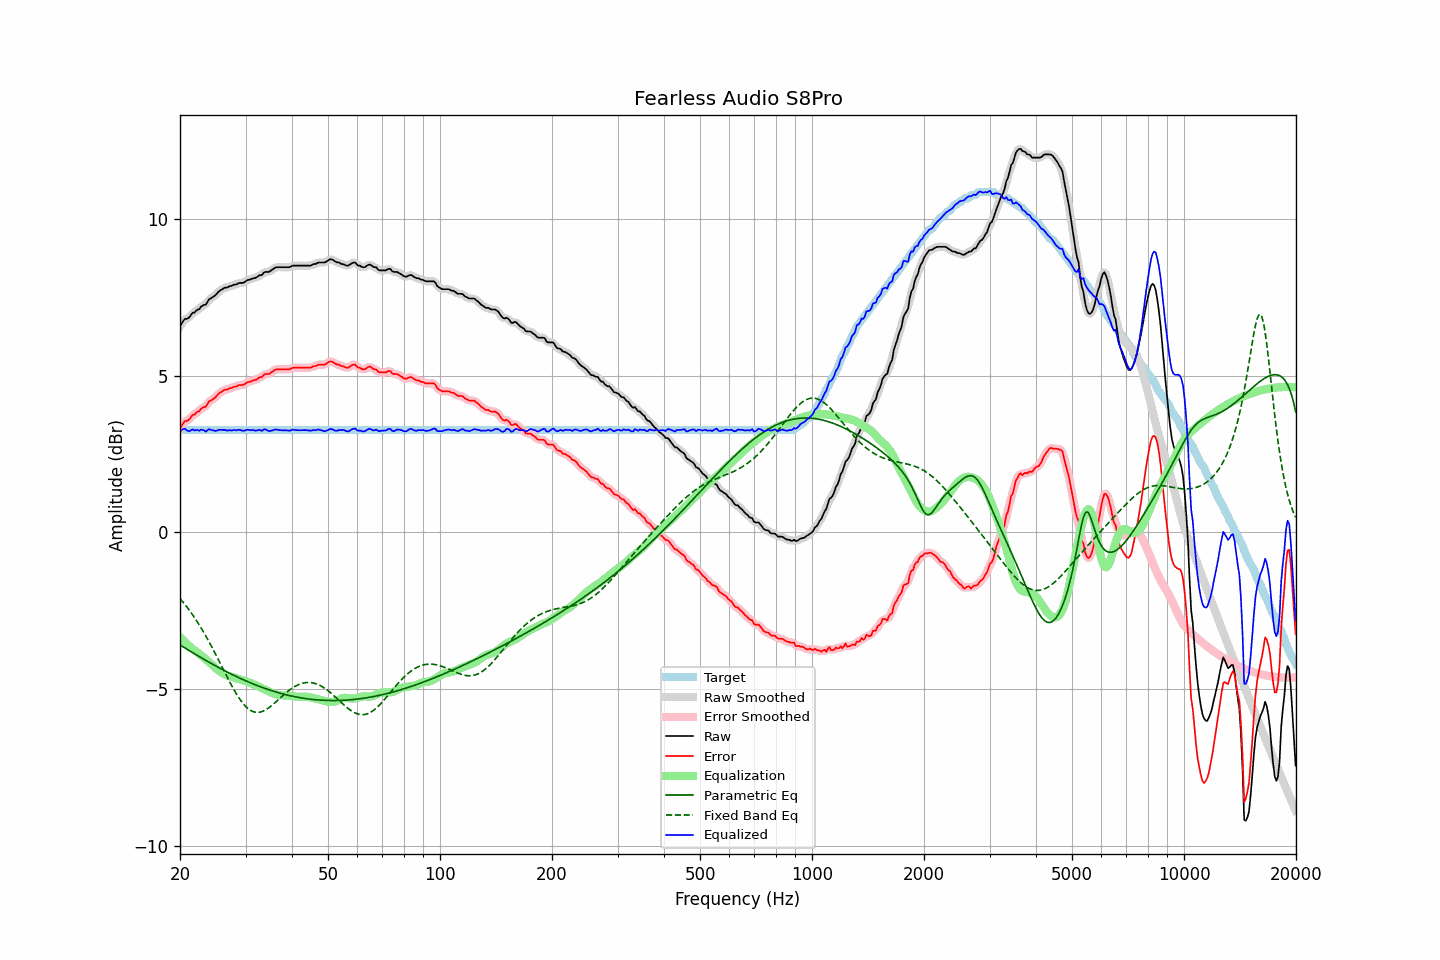 Fearless Audio S8Pro
Amplitude (dBr)
10
5
0
−5
−10
Target
Raw Smoothed
Error Smoothed
Raw
Error
Equalization
Parametric Eq
Fixed Band Eq
Equalized
20 50 100 200 500 1000 2000 5000 10000 20000
Frequency (Hz)